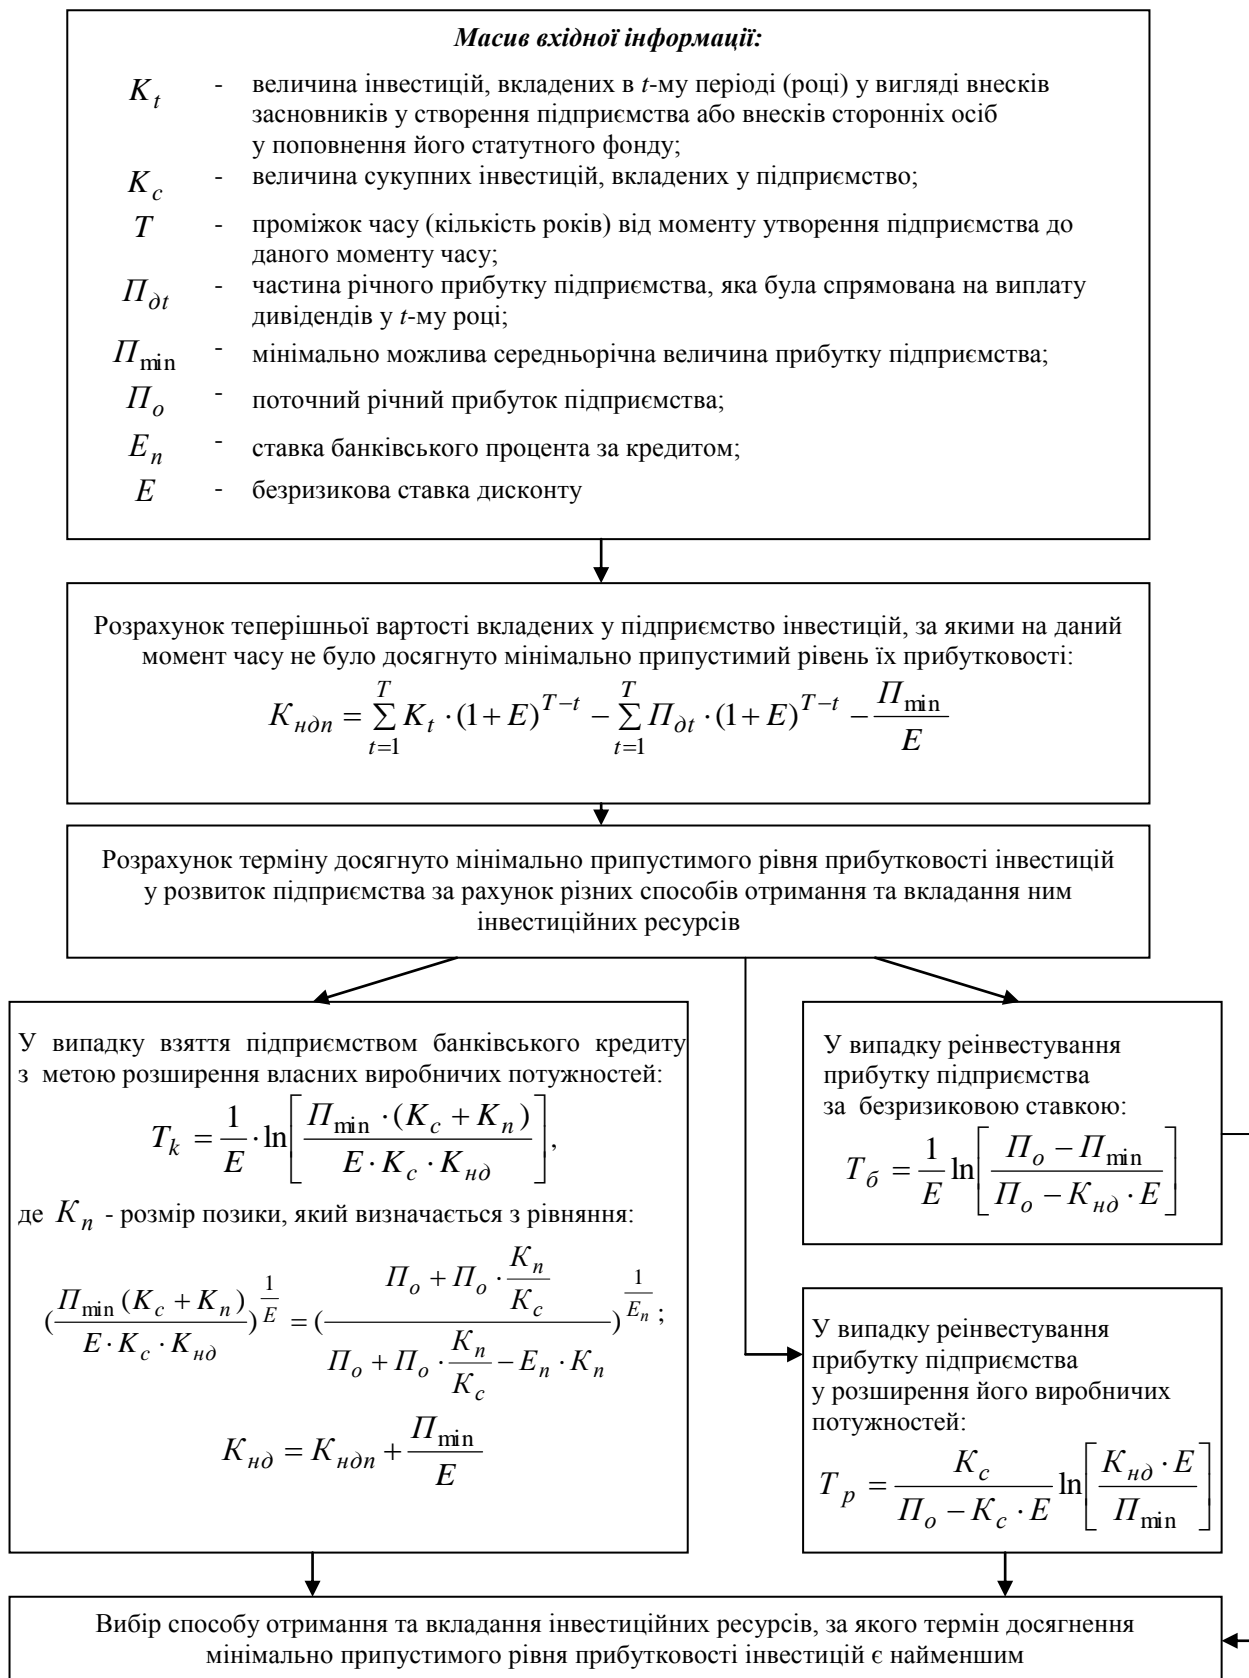 Масив вхідної інформації:
K_t - величина інвестицій, вкладених в t-му періоді (році) у вигляді внесків
засновників у створення підприємства або внесків сторонніх осіб
у поповнення його статутного фонду;
K_c - величина сукупних інвестицій, вкладених у підприємство;
T - проміжок часу (кількість років) від моменту утворення підприємства до
даного моменту часу;
П_дt - частина річного прибутку підприємства, яка була спрямована на виплату
дивідендів у t-му році;
П_min - мінімально можлива середньорічна величина прибутку підприємства;
П_о - поточний річний прибуток підприємства;
E_n - ставка банківського процента за кредитом;
E - безризикова ставка дисконту
Розрахунок теперішньої вартості вкладених у підприємство інвестицій, за якими на даний
момент часу не було досягнуто мінімально припустимий рівень їх прибутковості:
K_ндп = ∑_{t=1}^{T} K_t · (1 + E)^{T−t} − ∑_{t=1}^{T} П_дt · (1 + E)^{T−t} − П_min / E
Розрахунок терміну досягнуто мінімально припустимого рівня прибутковості інвестицій
у розвиток підприємства за рахунок різних способів отримання та вкладання ним
інвестиційних ресурсів
У випадку взяття підприємством банківського кредиту
з метою розширення власних виробничих потужностей:
T_k = 1/E · ln[П_min · (K_c + K_n) / (E · K_c · K_нд)],
де K_n - розмір позики, який визначається з рівняння:
(П_min (K_c + K_n) / (E · K_c · K_нд))^{1/E} = ((П_о + П_о · K_n/K_c) / (П_о + П_о · K_n/K_c − E_n · K_n))^{1/E_n};
K_нд = K_ндп + П_min / E
У випадку реінвестування
прибутку підприємства
за безризиковою ставкою:
T_б = 1/E ln[(П_о − П_min) / (П_о − K_нд · E)]
У випадку реінвестування
прибутку підприємства
у розширення його виробничих
потужностей:
T_p = K_c / (П_о − K_c · E) ln[K_нд · E / П_min]
Вибір способу отримання та вкладання інвестиційних ресурсів, за якого термін досягнення
мінімально припустимого рівня прибутковості інвестицій є найменшим